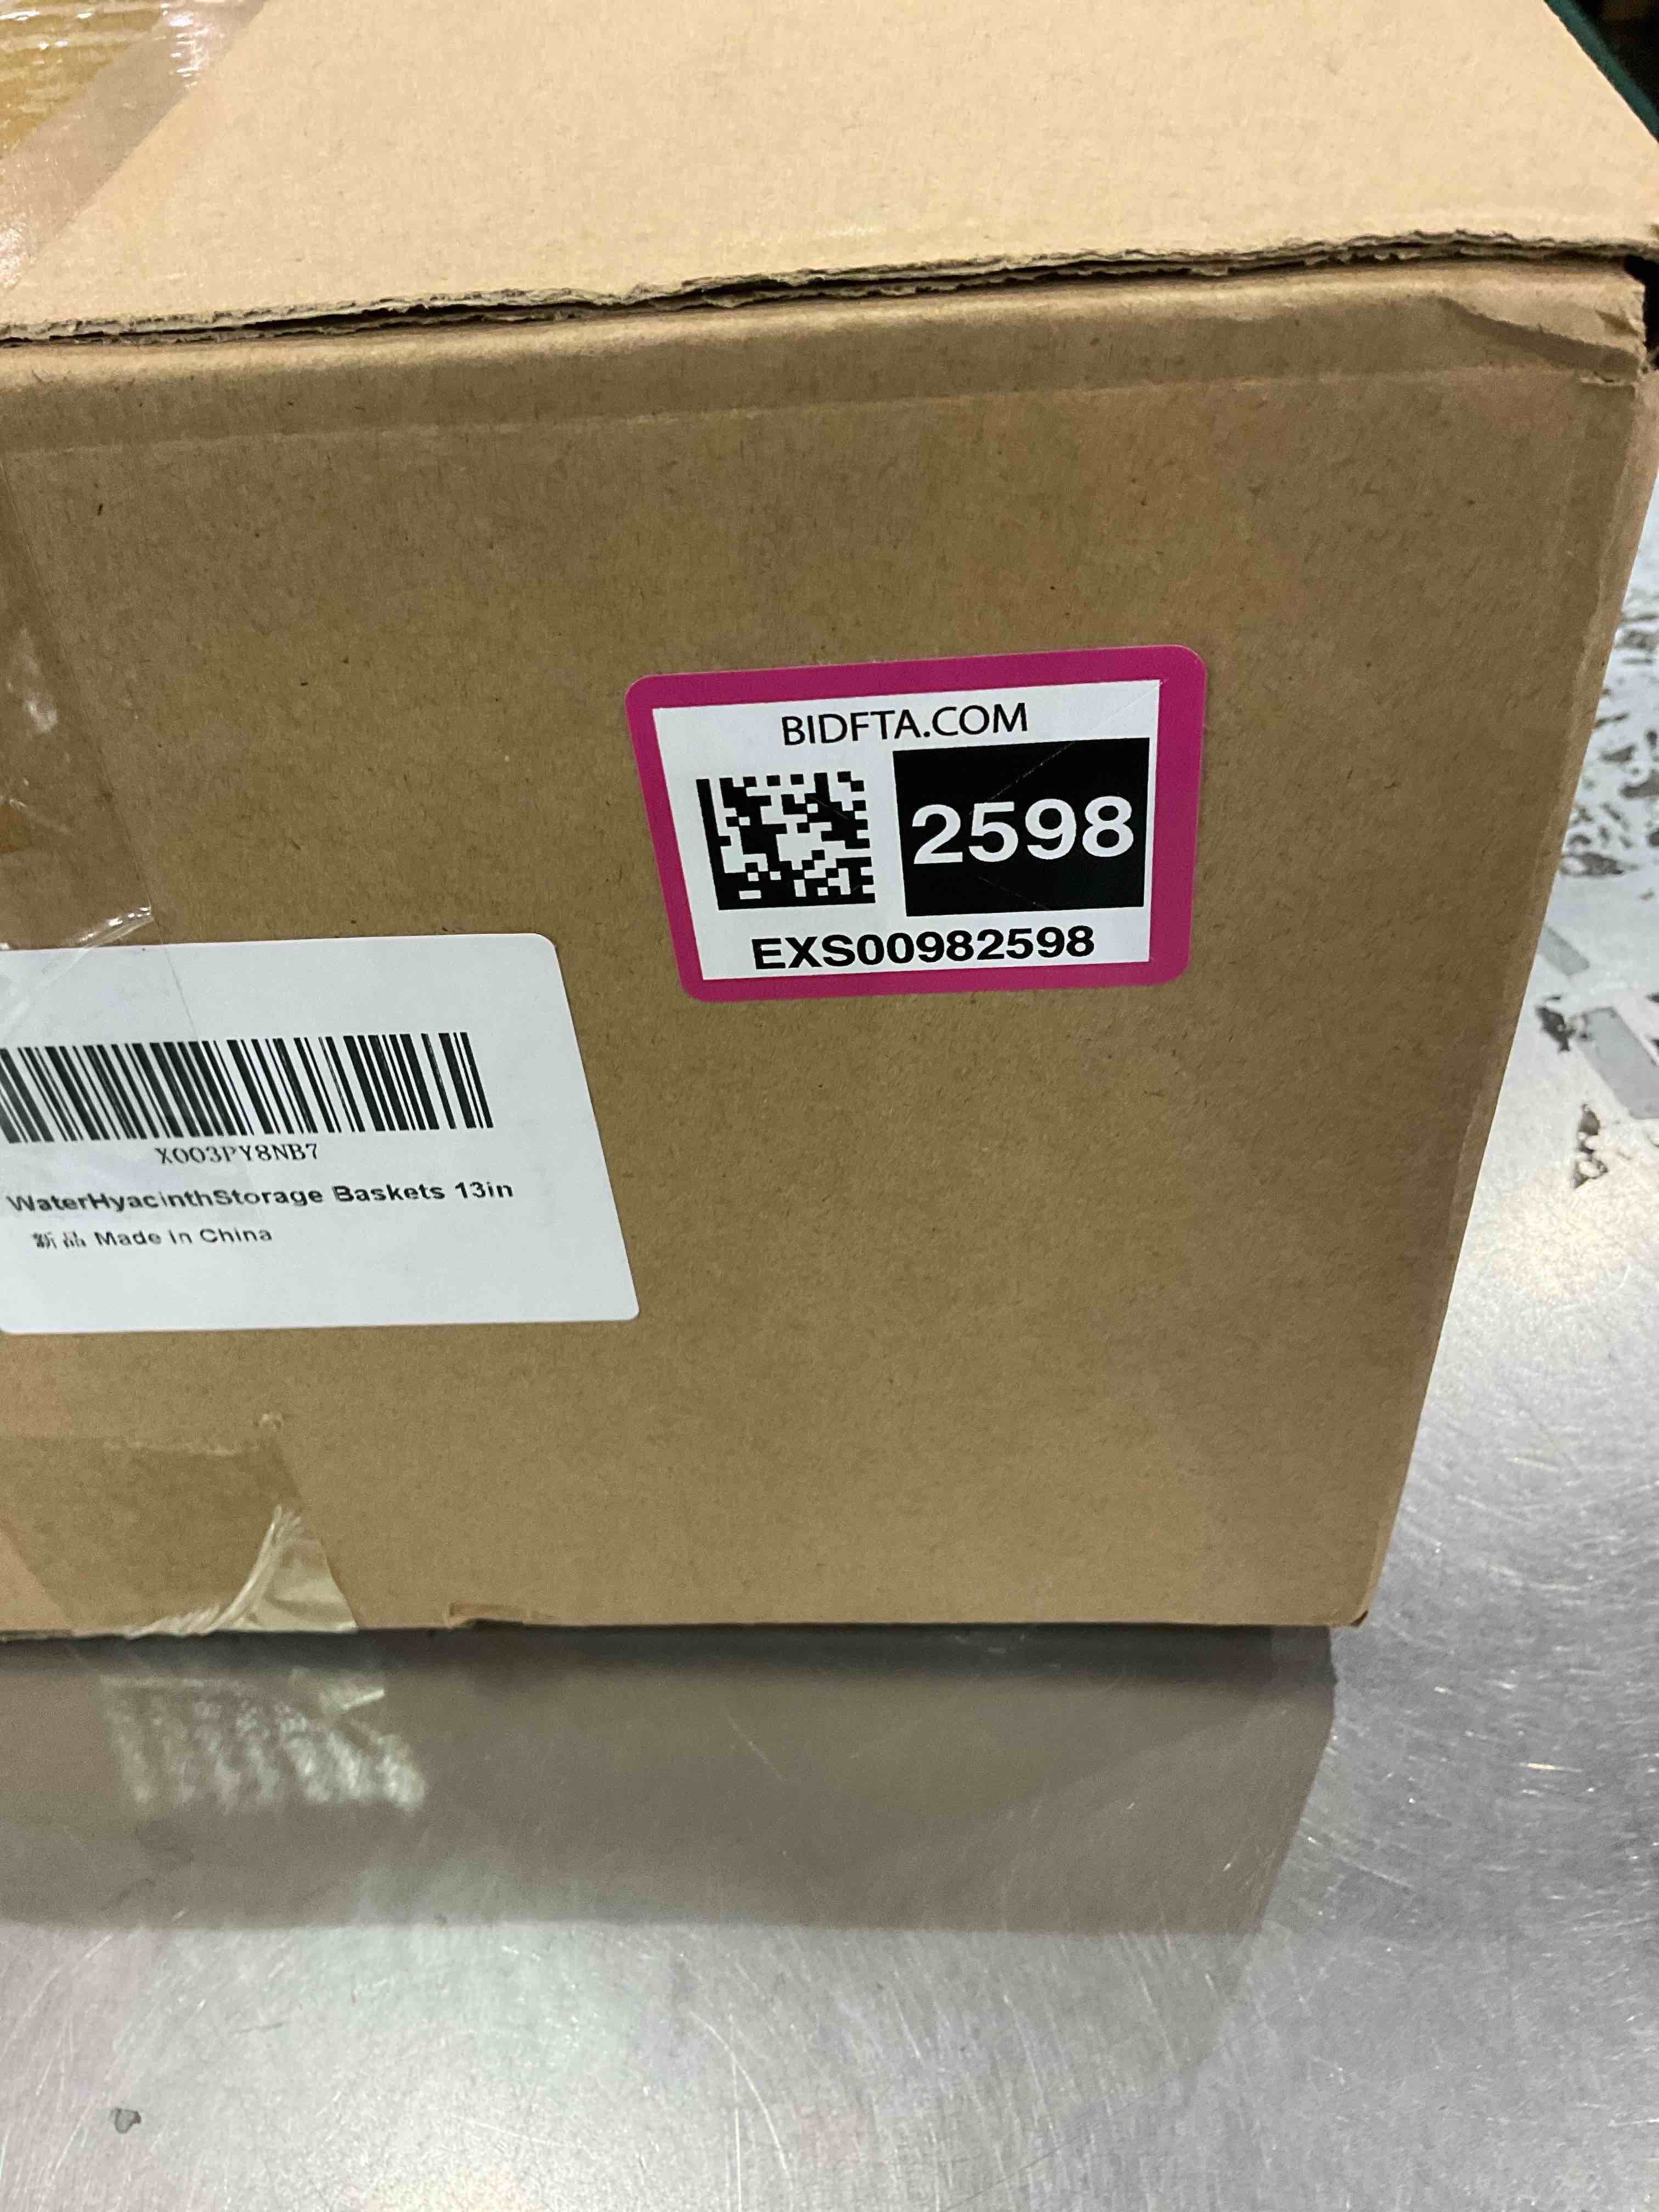 BIDFTA.COM
2598
EXS00982598
X003PY8NB7
WaterHyacinthStorage Baskets 13in
新品 Made in China